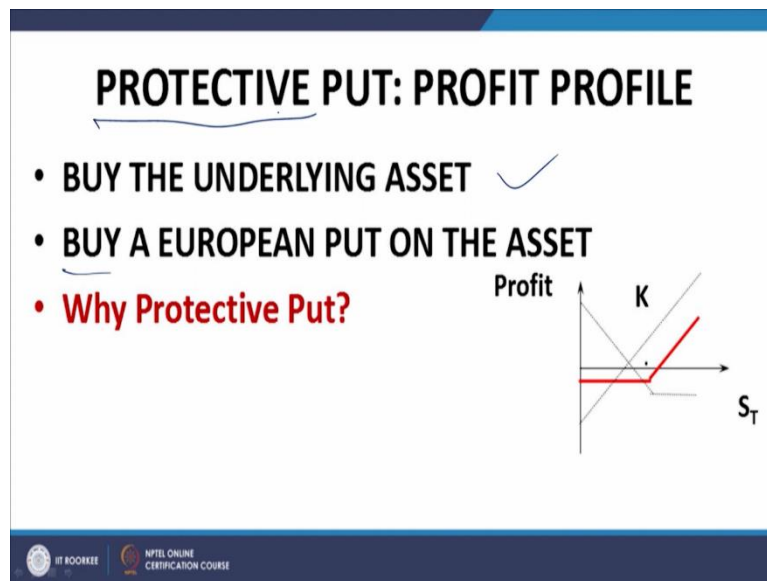 PROTECTIVE PUT: PROFIT PROFILE
• BUY THE UNDERLYING ASSET
• BUY A EUROPEAN PUT ON THE ASSET
• Why Protective Put?
Profit
K
S_T
IIT ROORKEE
NPTEL ONLINE
CERTIFICATION COURSE